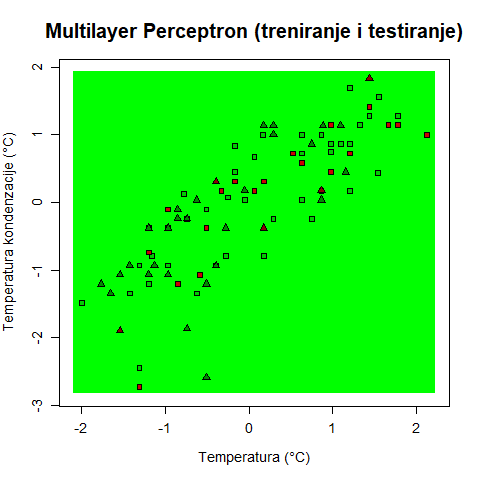 Multilayer Perceptron (treniranje i testiranje)
Temperatura kondenzacije (°C)
2
1
0
-1
-2
-3
-2 -1 0 1 2
Temperatura (°C)